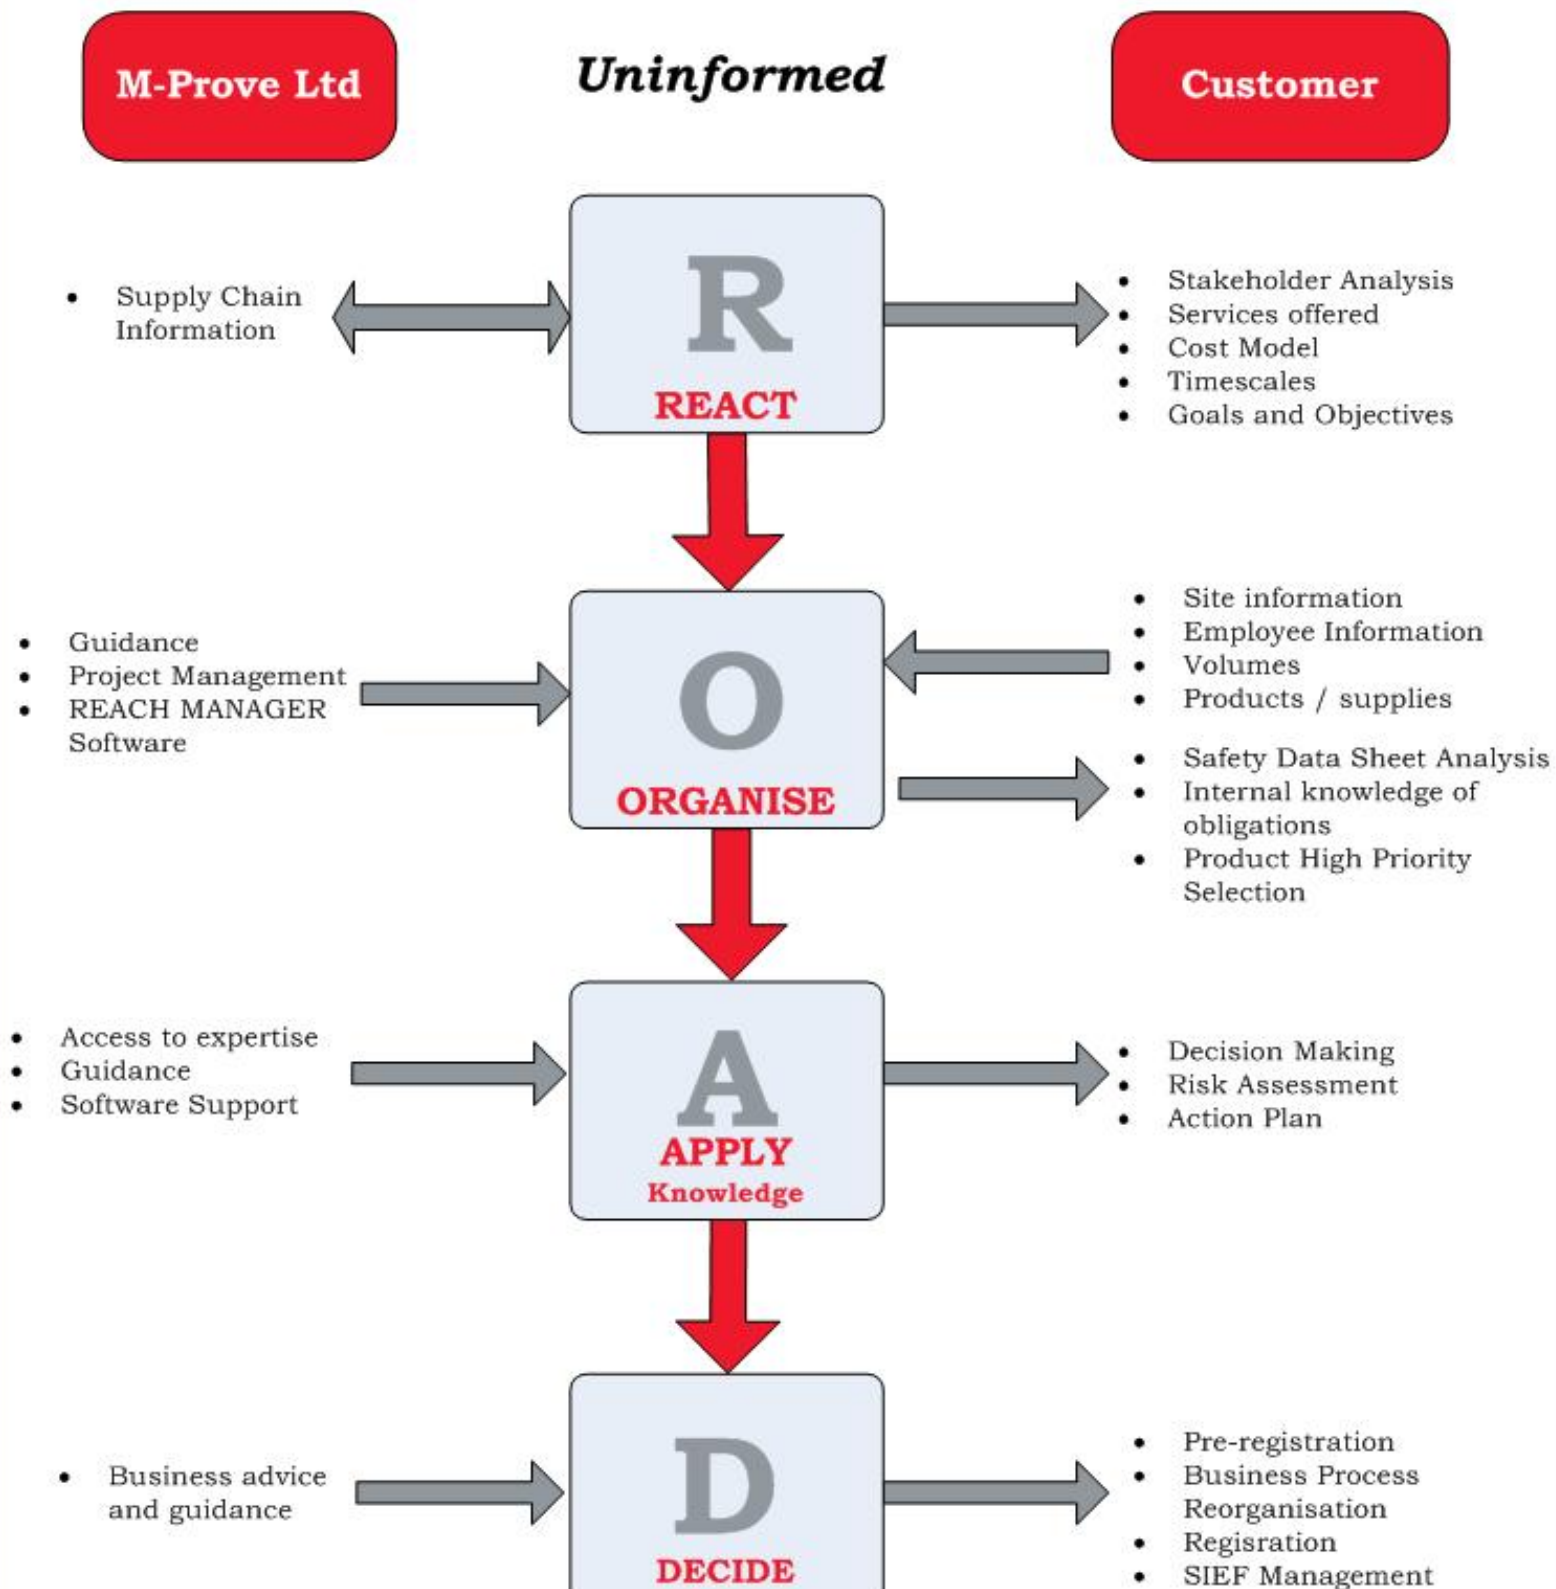 M-Prove Ltd
Uninformed
Customer
• Supply Chain
Information
R
REACT
• Stakeholder Analysis
• Services offered
• Cost Model
• Timescales
• Goals and Objectives
• Guidance
• Project Management
• REACH MANAGER
Software
O
ORGANISE
• Site information
• Employee Information
• Volumes
• Products / supplies
• Safety Data Sheet Analysis
• Internal knowledge of
obligations
• Product High Priority
Selection
• Access to expertise
• Guidance
• Software Support
A
APPLY
Knowledge
• Decision Making
• Risk Assessment
• Action Plan
• Business advice
and guidance
D
DECIDE
• Pre-registration
• Business Process
Reorganisation
• Regisration
• SIEF Management